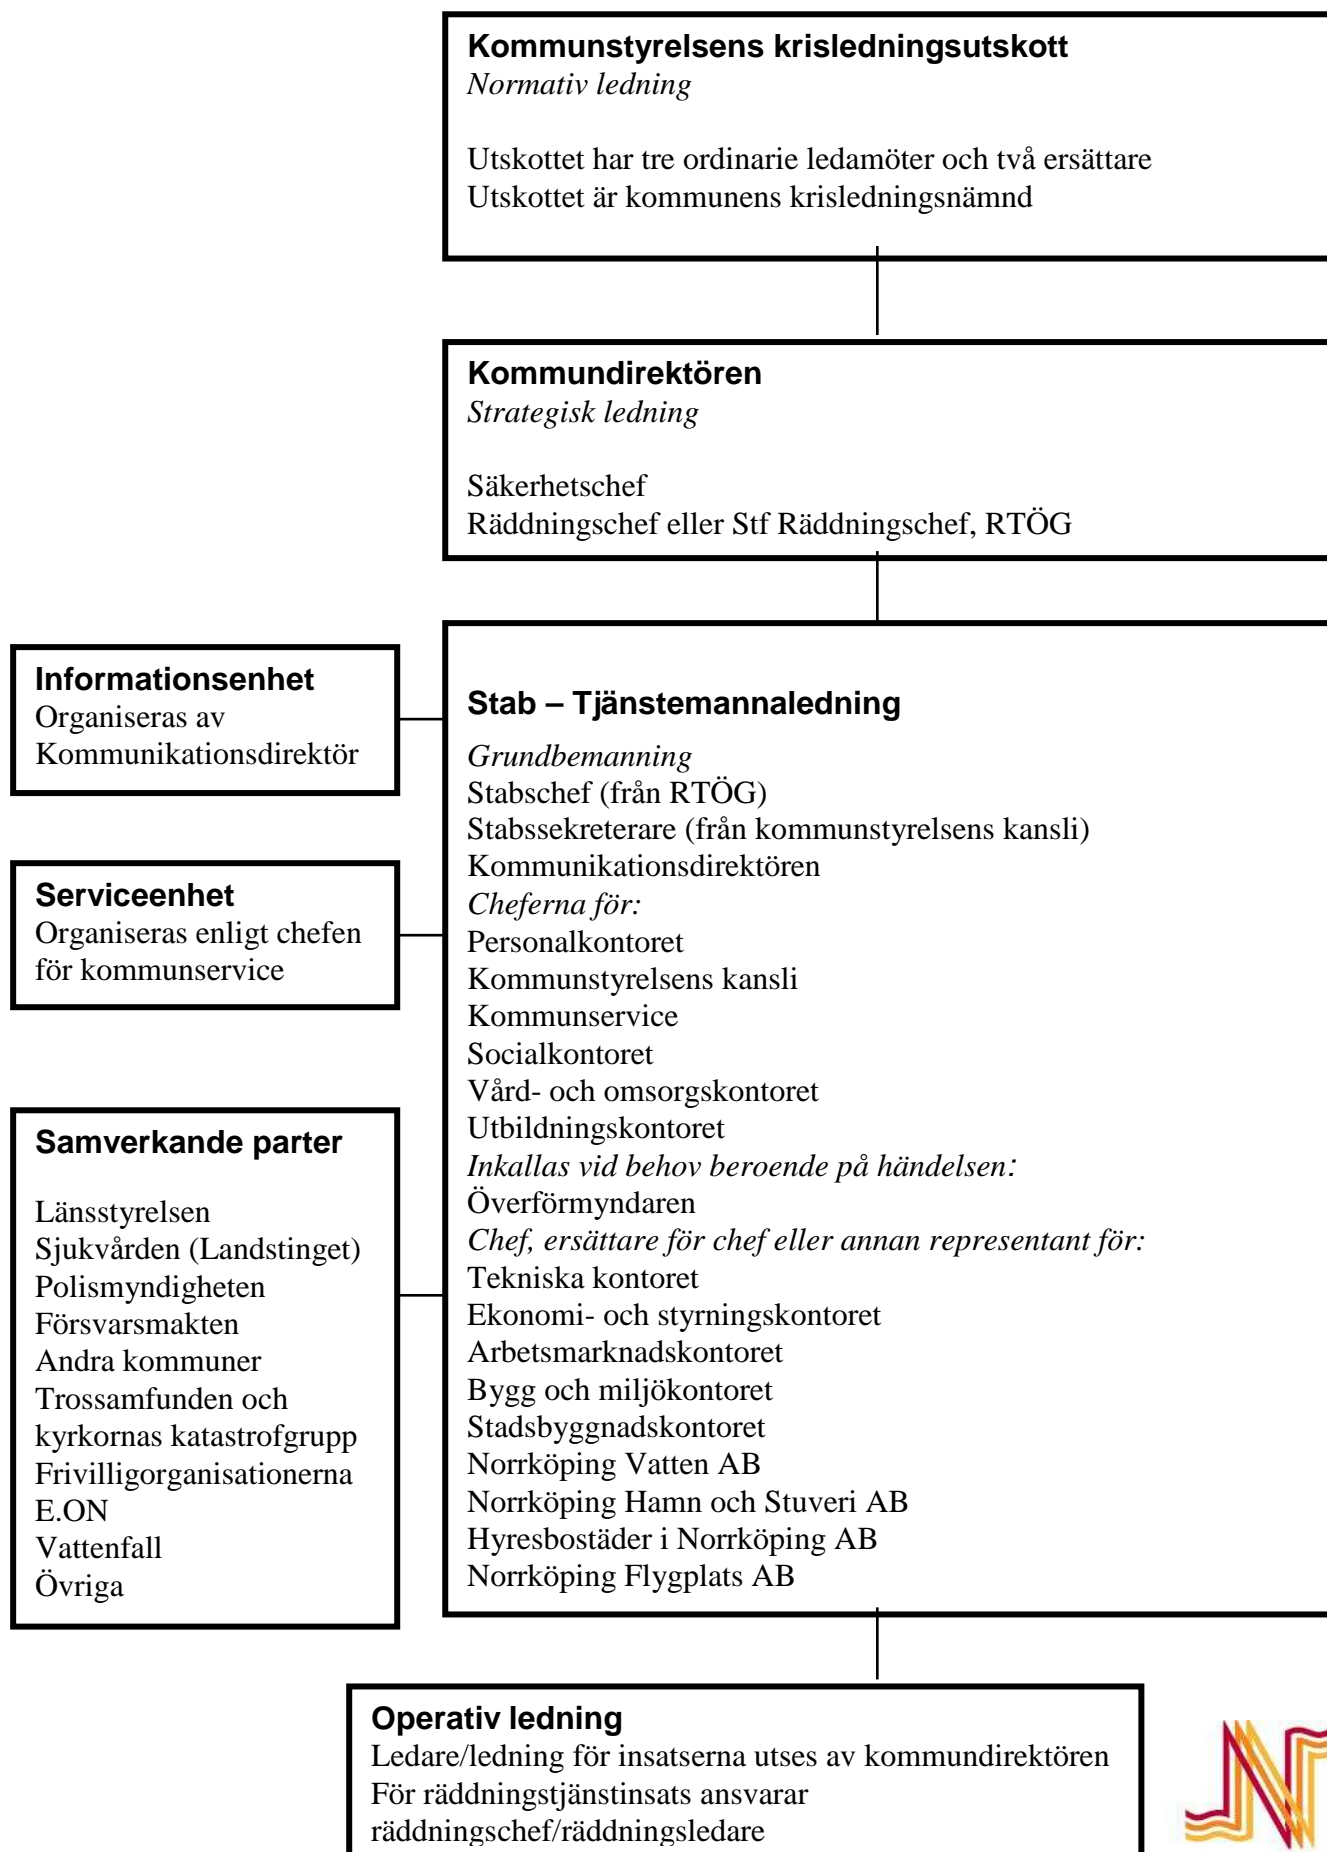 Kommunstyrelsens krisledningsutskott
Normativ ledning
Utskottet har tre ordinarie ledamöter och två ersättare
Utskottet är kommunens krisledningsnämnd
Kommundirektören
Strategisk ledning
Säkerhetschef
Räddningschef eller Stf Räddningschef, RTÖG
Informationsenhet
Organiseras av
Kommunikationsdirektör
Serviceenhet
Organiseras enligt chefen
för kommunservice
Samverkande parter
Länsstyrelsen
Sjukvården (Landstinget)
Polismyndigheten
Försvarsmakten
Andra kommuner
Trossamfunden och
kyrkornas katastrofgrupp
Frivilligorganisationerna
E.ON
Vattenfall
Övriga
Stab – Tjänstemannaledning
Grundbemanning
Stabschef (från RTÖG)
Stabssekreterare (från kommunstyrelsens kansli)
Kommunikationsdirektören
Cheferna för:
Personalkontoret
Kommunstyrelsens kansli
Kommunservice
Socialkontoret
Vård- och omsorgskontoret
Utbildningskontoret
Inkallas vid behov beroende på händelsen:
Överförmyndaren
Chef, ersättare för chef eller annan representant för:
Tekniska kontoret
Ekonomi- och styrningskontoret
Arbetsmarknadskontoret
Bygg och miljökontoret
Stadsbyggnadskontoret
Norrköping Vatten AB
Norrköping Hamn och Stuveri AB
Hyresbostäder i Norrköping AB
Norrköping Flygplats AB
Operativ ledning
Ledare/ledning för insatserna utses av kommundirektören
För räddningstjänstinsats ansvarar
räddningschef/räddningsledare